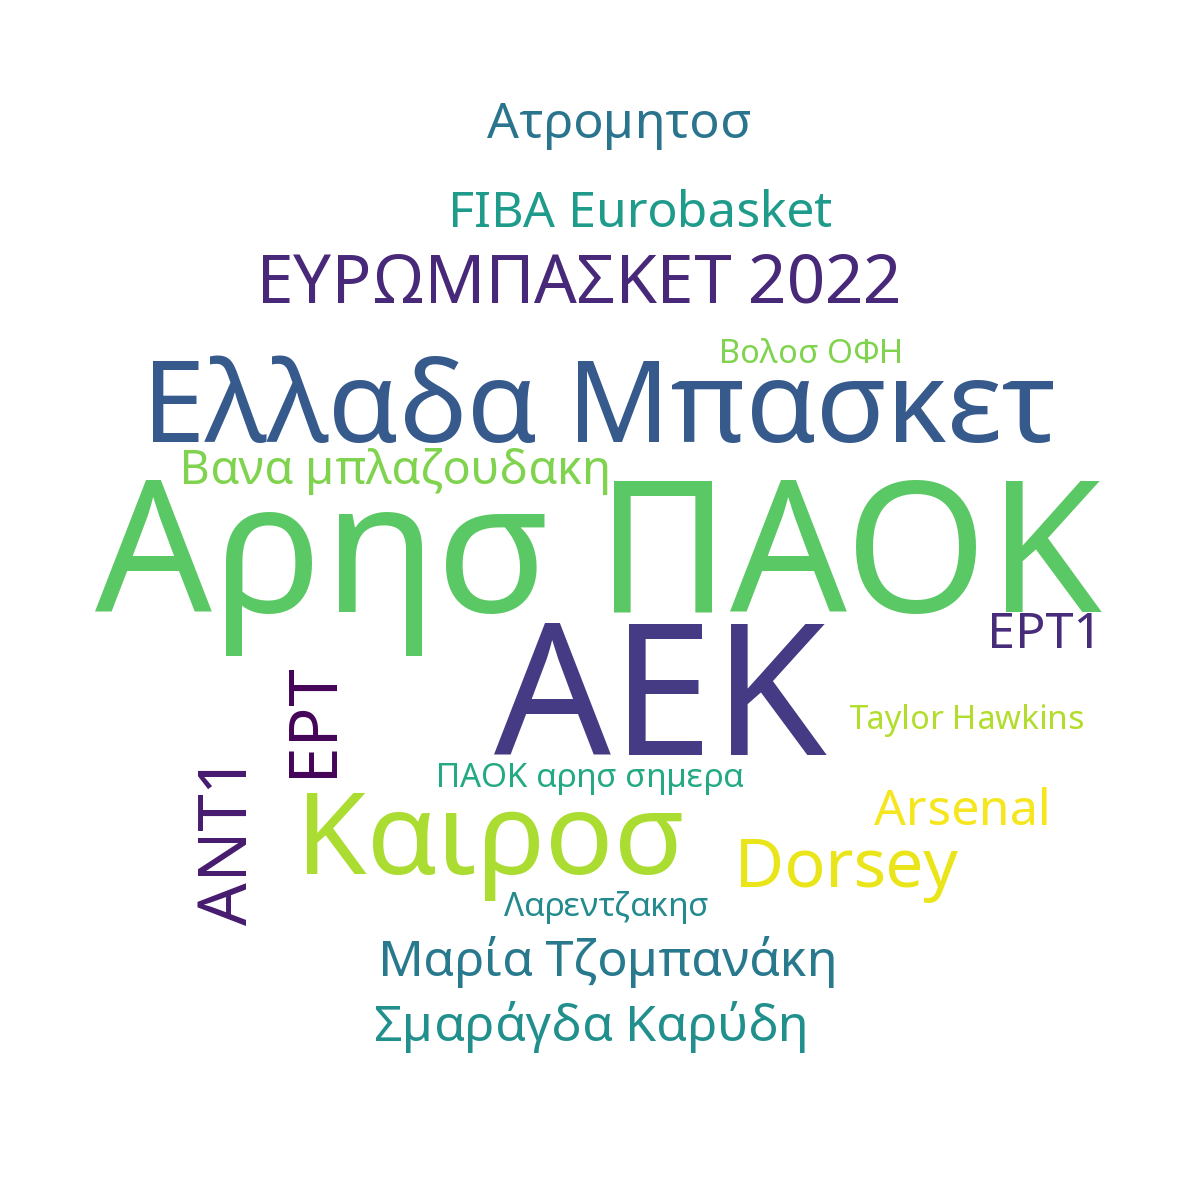 Ατρομητοσ
FIBA Eurobasket
ΕΥΡΩΜΠΑΣΚΕΤ 2022
Βολοσ ΟΦΗ
Ελλαδα Μπασκετ
Βανα μπλαζουδακη
Αρησ ΠΑΟΚ
ΑΕΚ
ΕΡΤ1
ΕΡΤ
Taylor Hawkins
ΑΝΤ1
ΠΑΟΚ αρησ σημερα
Καιροσ
Arsenal
Dorsey
Λαρεντζακησ
Μαρία Τζομπανάκη
Σμαράγδα Καρύδη